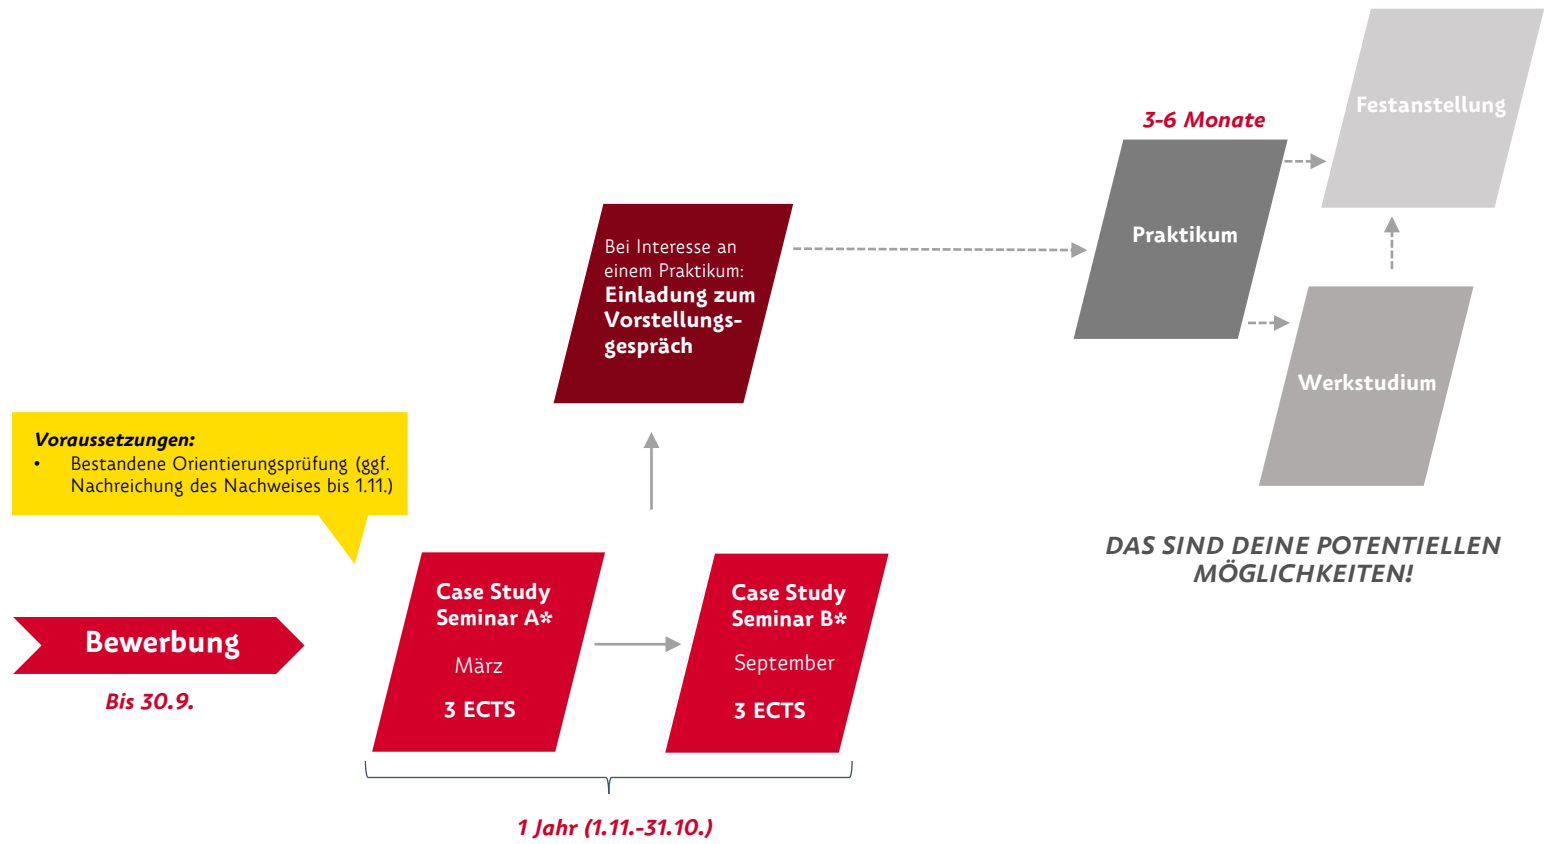 Festanstellung
3-6 Monate
Praktikum
Werkstudium
DAS SIND DEINE POTENTIELLEN
MÖGLICHKEITEN!
Bei Interesse an
einem Praktikum:
Einladung zum
Vorstellungs-
gespräch
Voraussetzungen:
• Bestandene Orientierungsprüfung (ggf.
Nachreichung des Nachweises bis 1.11.)
Bewerbung
Bis 30.9.
Case Study
Seminar A*
März
3 ECTS
Case Study
Seminar B*
September
3 ECTS
1 Jahr (1.11.-31.10.)